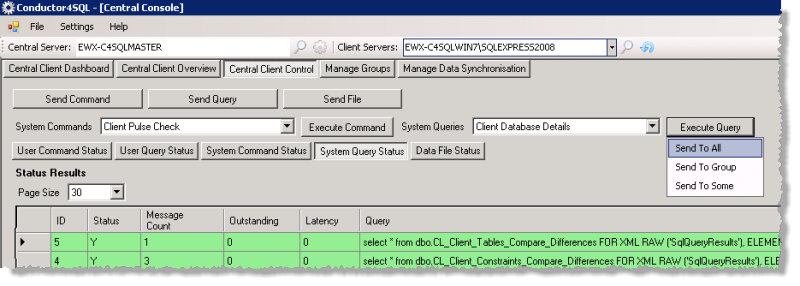 Conductor4SQL - [Central Console]
File Settings Help
Central Server: EWX-C4SQLMASTER Client Servers: EWX-C4SQLWIN7\SQLEXPRESS2008
Central Client Dashboard Central Client Overview Central Client Control Manage Groups Manage Data Synchronisation
Send Command Send Query Send File
System Commands Client Pulse Check Execute Command System Queries Client Database Details Execute Query
Send To All
Send To Group
Send To Some
User Command Status User Query Status System Command Status System Query Status Data File Status
Status Results
Page Size 30
ID Status Message Count Outstanding Latency Query
5 Y 1 0 0 select * from dbo.CL_Client_Tables_Compare_Differences FOR XML RAW ('SqlQueryResults'), ELEME
4 Y 3 0 0 select * from dbo.CL_Client_Constraints_Compare_Differences FOR XML RAW ('SqlQueryResults'), ELE